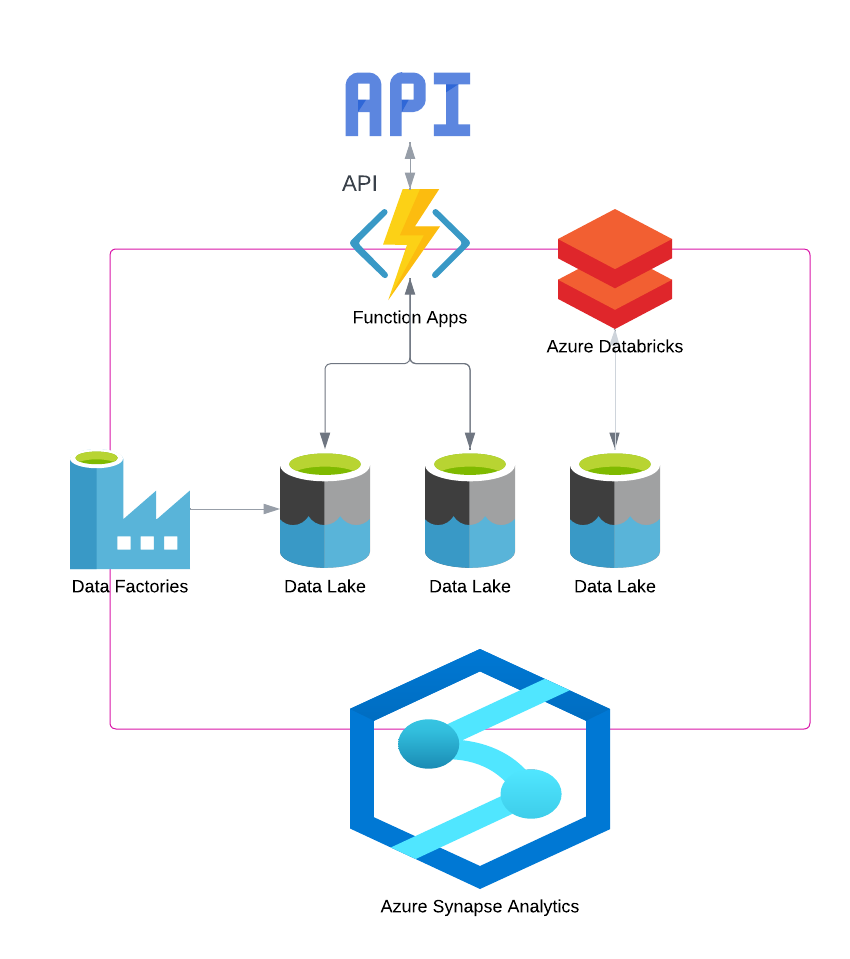 API
API
Function Apps
Azure Databricks
Data Factories
Data Lake
Data Lake
Data Lake
Azure Synapse Analytics